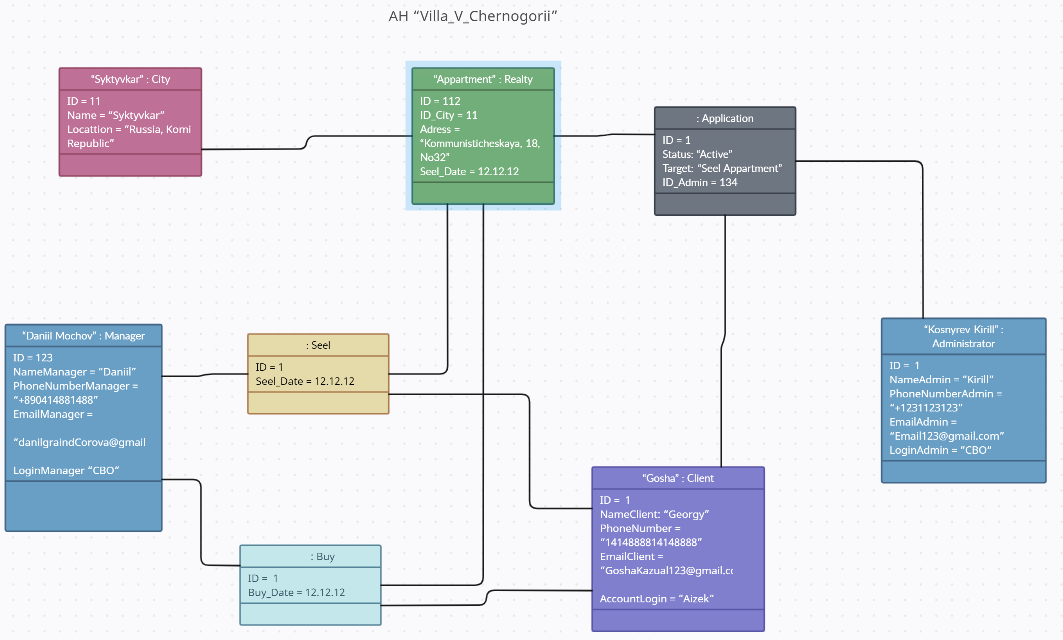 AH “Villa_V_Chernogorii”
“Syktyvkar” : City
ID = 11
Name = “Syktyvkar”
Locattion = “Russia, Komi
Republic”
“Appartment” : Realty
ID = 112
ID_City = 11
Adress =
“Kommunisticheskaya, 18,
No32”
Seel_Date = 12.12.12
: Application
ID = 1
Status: “Active”
Target: “Seel Appartment”
ID_Admin = 134
“Daniil Mochov” : Manager
ID = 123
NameManager = “Daniil”
PhoneNumberManager =
“+890414881488”
EmailManager =
“danilgraindCorova@gmail
LoginManager “CBO”
: Seel
ID = 1
Seel_Date = 12.12.12
“Kosnyrev Kirill” :
Administrator
ID = 1
NameAdmin = “Kirill”
PhoneNumberAdmin =
“+1231123123”
EmailAdmin =
“Email123@gmail.com”
LoginAdmin = “CBO”
“Gosha” : Client
ID = 1
NameClient: “Georgy”
PhoneNumber =
“1414888814148888”
EmailClient =
“GoshaKazual123@gmail.cc
AccountLogin = “Aizek”
: Buy
ID = 1
Buy_Date = 12.12.12